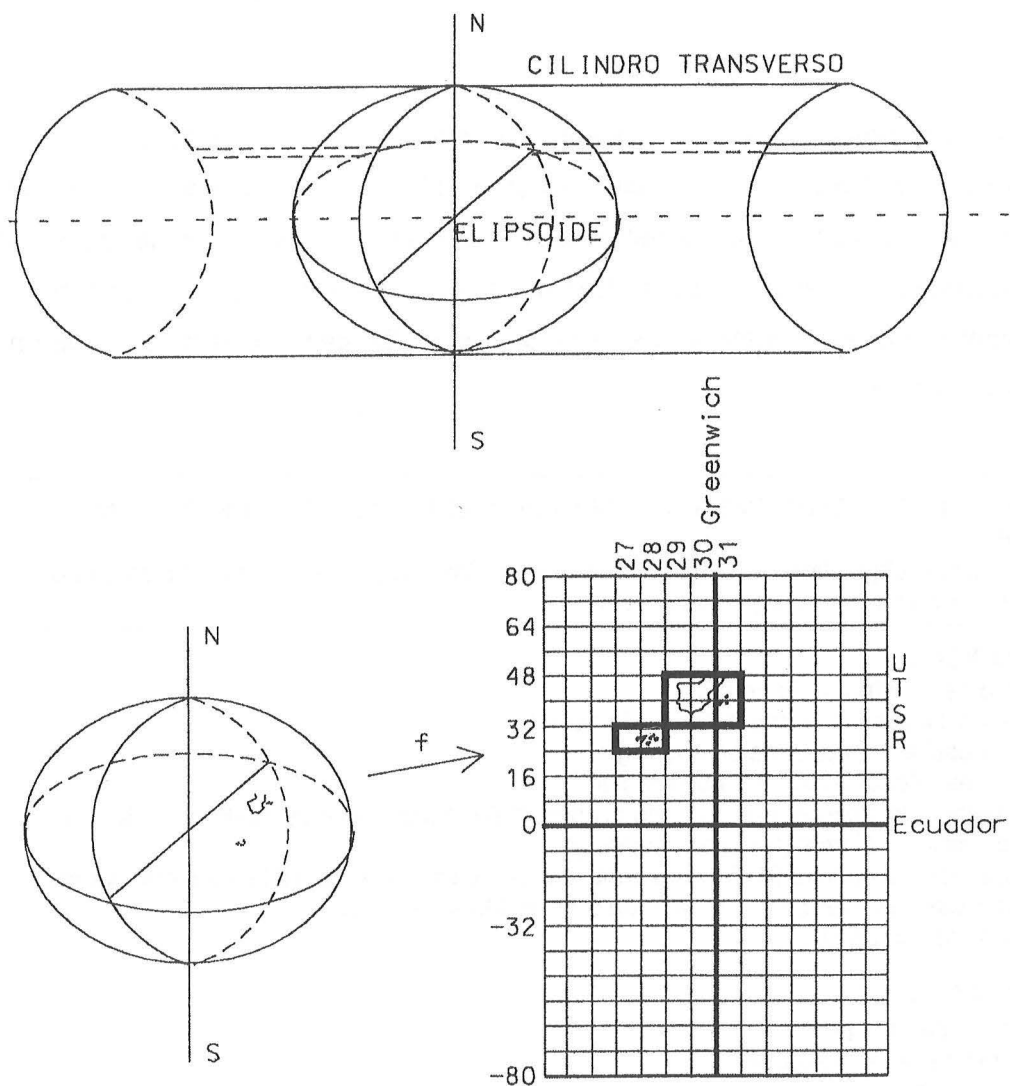 N
CILINDRO TRANSVERSO
ELIPSOIDE
S
Greenwich
27 28 29 30 31
80
64
48
32
16
0
-32
-80
U
T
S
R
Ecuador
N
f
S